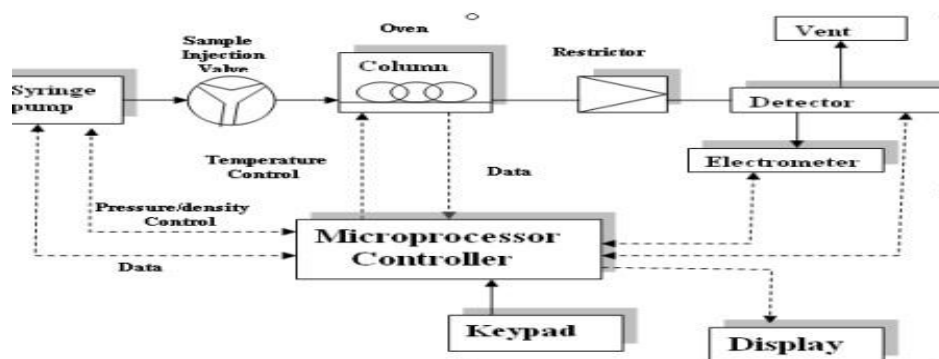 Oven
Sample
Injection
Valve
Restrictor
Vent
Column
Syringe
pump
Detector
Temperature
Control
Data
Electrometer
Pressure/density
Control
Microprocessor
Controller
Data
Keypad
Display